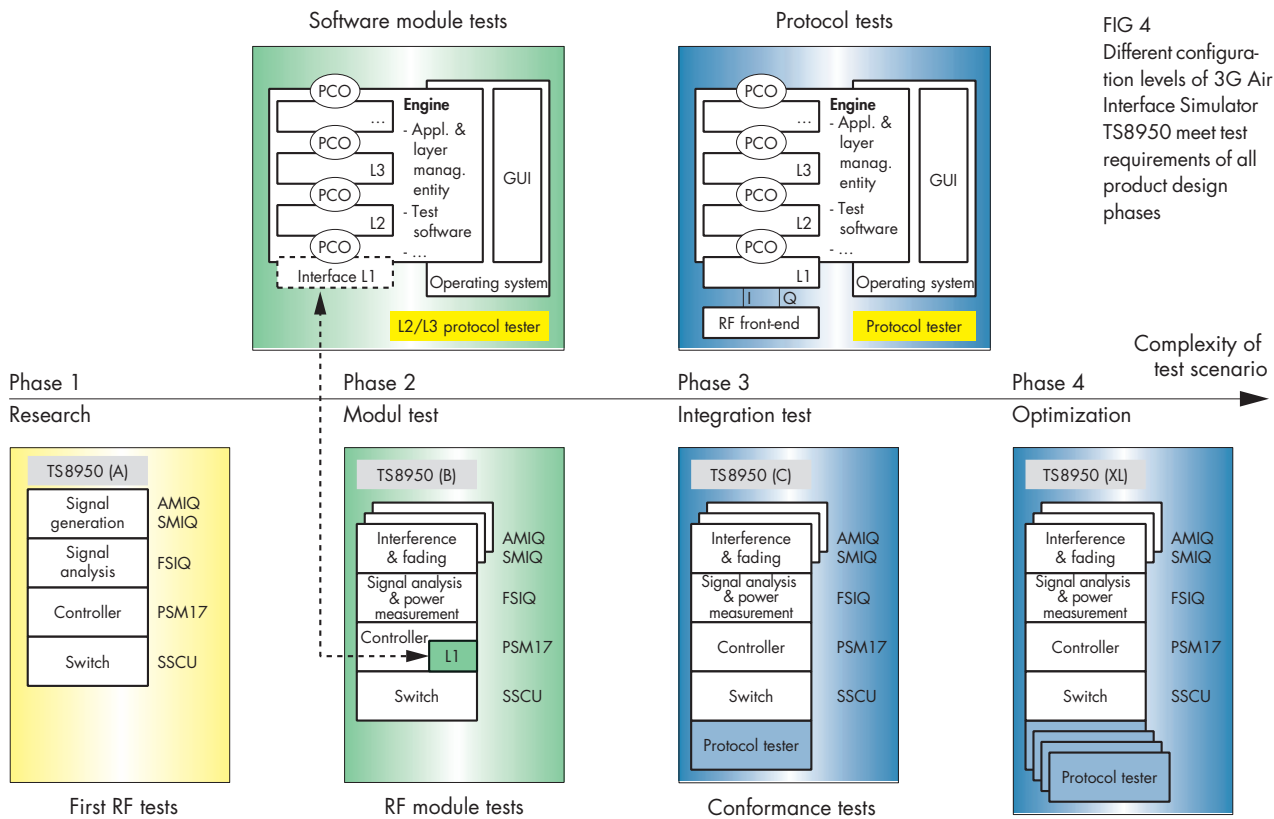 Software module tests
PCO
...
PCO
L3
PCO
L2
PCO
Interface L1
Engine
- Appl. &
layer
manag.
entity
- Test
software
- ...
GUI
Operating system
L2/L3 protocol tester
Protocol tests
PCO
...
PCO
L3
PCO
L2
PCO
L1
I
Q
RF front-end
Engine
- Appl. &
layer
manag.
entity
- Test
software
- ...
GUI
Operating system
Protocol tester
FIG 4
Different configura-
tion levels of 3G Air
Interface Simulator
TS8950 meet test
requirements of all
product design
phases
Complexity of
test scenario
Phase 1
Research
Phase 2
Modul test
Phase 3
Integration test
Phase 4
Optimization
TS8950 (A)
Signal
generation
AMIQ
SMIQ
Signal
analysis
FSIQ
Controller
PSM17
Switch
SSCU
First RF tests
TS8950 (B)
Interference
& fading
AMIQ
SMIQ
Signal analysis
& power
measurement
FSIQ
Controller
L1
PSM17
Switch
SSCU
RF module tests
TS8950 (C)
Interference
& fading
AMIQ
SMIQ
Signal analysis
& power
measurement
FSIQ
Controller
PSM17
Switch
SSCU
Protocol tester
Conformance tests
TS8950 (XL)
Interference
& fading
AMIQ
SMIQ
Signal analysis
& power
measurement
FSIQ
Controller
PSM17
Switch
SSCU
Protocol tester